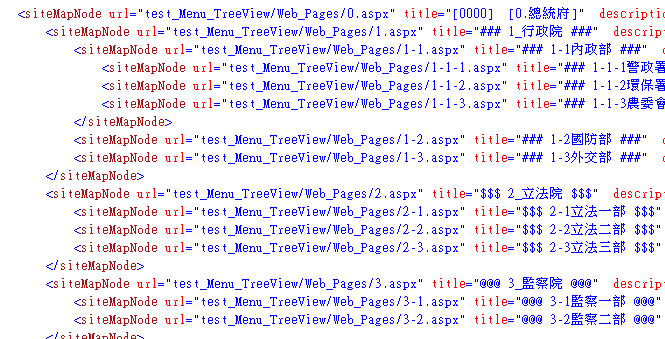 <siteMapNode url="test_Menu_TreeView/Web_Pages/0.aspx" title="[0000] [0.總統府]" descriptio
<siteMapNode url="test_Menu_TreeView/Web_Pages/1.aspx" title="### 1_行政院 ###" descripti
<siteMapNode url="test_Menu_TreeView/Web_Pages/1-1.aspx" title="### 1-1內政部 ###" d
<siteMapNode url="test_Menu_TreeView/Web_Pages/1-1-1.aspx" title="### 1-1-1警政署
<siteMapNode url="test_Menu_TreeView/Web_Pages/1-1-2.aspx" title="### 1-1-2環保署
<siteMapNode url="test_Menu_TreeView/Web_Pages/1-1-3.aspx" title="### 1-1-3農委會
</siteMapNode>
<siteMapNode url="test_Menu_TreeView/Web_Pages/1-2.aspx" title="### 1-2國防部 ###" d
<siteMapNode url="test_Menu_TreeView/Web_Pages/1-3.aspx" title="### 1-3外交部 ###" d
</siteMapNode>
<siteMapNode url="test_Menu_TreeView/Web_Pages/2.aspx" title="$$$ 2_立法院 $$$" descript
<siteMapNode url="test_Menu_TreeView/Web_Pages/2-1.aspx" title="$$$ 2-1立法一部 $$$"
<siteMapNode url="test_Menu_TreeView/Web_Pages/2-2.aspx" title="$$$ 2-2立法二部 $$$"
<siteMapNode url="test_Menu_TreeView/Web_Pages/2-3.aspx" title="$$$ 2-3立法三部 $$$"
</siteMapNode>
<siteMapNode url="test_Menu_TreeView/Web_Pages/3.aspx" title="@@@ 3_監察院 @@@" descript
<siteMapNode url="test_Menu_TreeView/Web_Pages/3-1.aspx" title="@@@ 3-1監察一部 @@@"
<siteMapNode url="test_Menu_TreeView/Web_Pages/3-2.aspx" title="@@@ 3-2監察二部 @@@"
</siteMapNode>